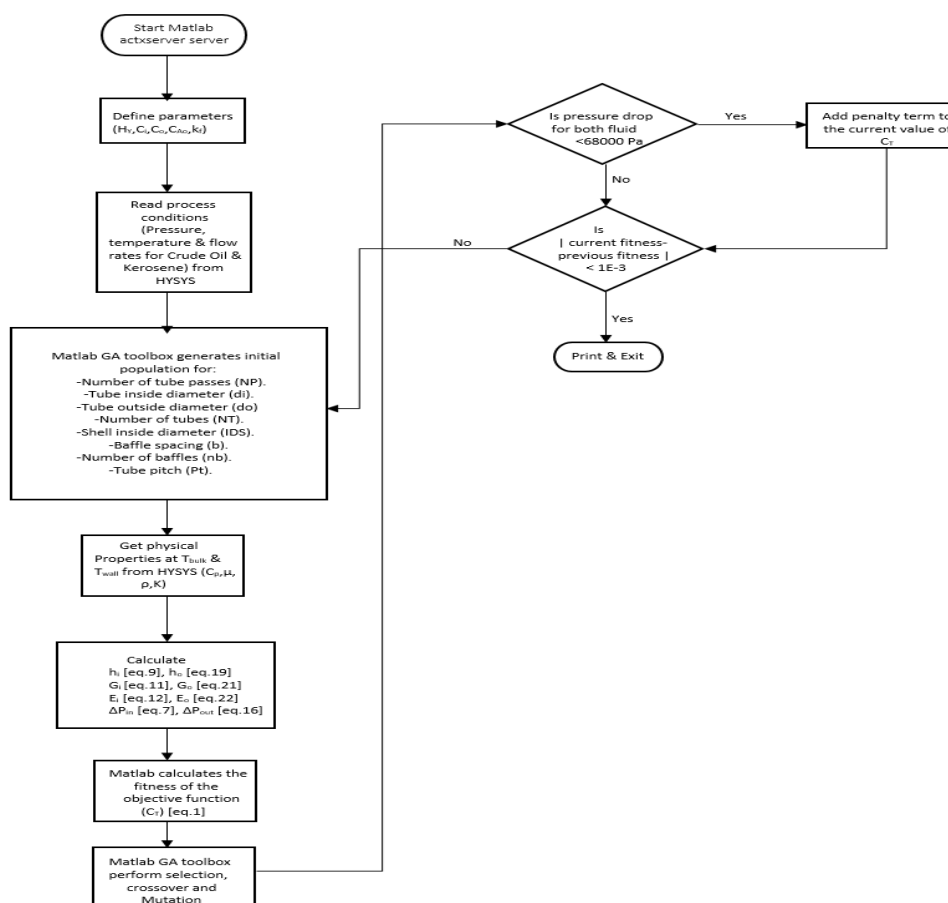 Start Matlab
actxserver server
Define parameters
(Hᵧ,Cᵢ,Cₒ,Cₐₒ,k_f)
Read process
conditions
(Pressure,
temperature & flow
rates for Crude Oil &
Kerosene) from
HYSYS
Matlab GA toolbox generates initial
population for:
-Number of tube passes (NP).
-Tube inside diameter (di).
-Tube outside diameter (do)
-Number of tubes (NT).
-Shell inside diameter (IDS).
-Baffle spacing (b).
-Number of baffles (nb).
-Tube pitch (Pt).
Get physical
Properties at Tbulk &
Twall from HYSYS (Cₚ,μ,
ρ,K)
Calculate
hᵢ [eq.9], hₒ [eq.19]
Gᵢ [eq.11], Gₒ [eq.21]
Eᵢ [eq.12], Eₒ [eq.22]
ΔPᵢₙ [eq.7], ΔPₒᵤₜ [eq.16]
Matlab calculates the
fitness of the
objective function
(C_T) [eq.1]
Matlab GA toolbox
perform selection,
crossover and
Mutation
Is pressure drop
for both fluid
<68000 Pa
Yes
Add penalty term to
the current value of
C_T
No
Is
| current fitness-
previous fitness |
< 1E-3
No
Yes
Print & Exit